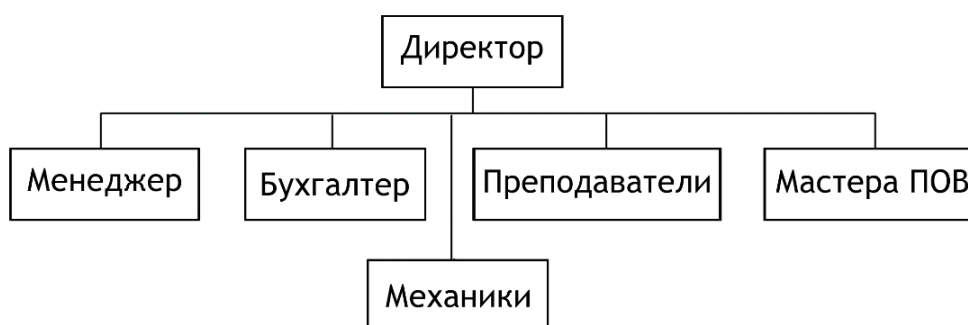 Директор
Менеджер
Бухгалтер
Преподаватели
Мастера ПОВ
Механики